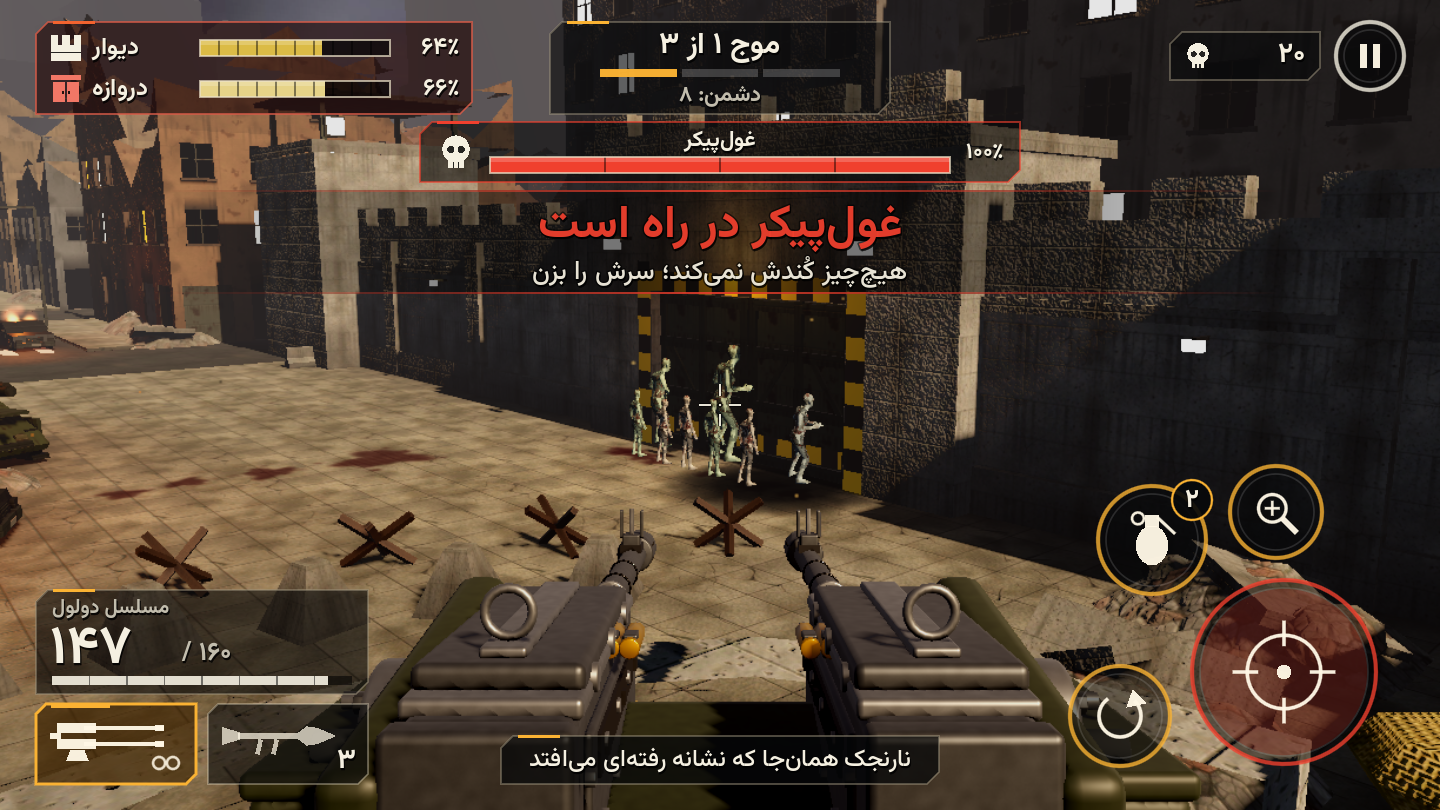 دیوار ۶۴٪
دروازه ۶۶٪
موج ۱ از ۳
دشمن: ۸
۲۰
غول‌پیکر
۱۰۰٪
غول‌پیکر در راه است
هیچ‌چیز کُندش نمی‌کند؛ سرش را بزن
۲
مسلسل دولول
۱۴۷ / ۱۶۰
∞
۳
نارنجک همان‌جا که نشانه رفته‌ای می‌افتد